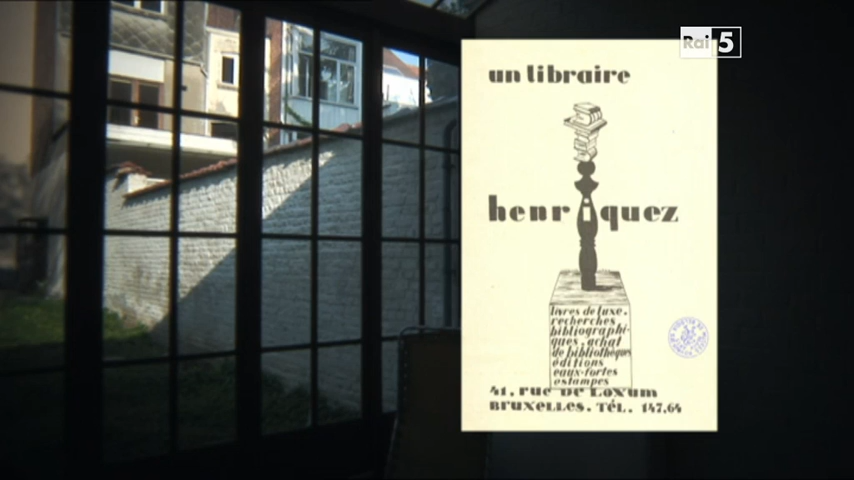 Rai 5
un libraire
henriquez
livres de luxe.
recherches
bibliographi-
ques. achat
de bibliothèques
éditions
eaux-fortes
estampes
41, rue de Loxum
Bruxelles. Tél. 147,64